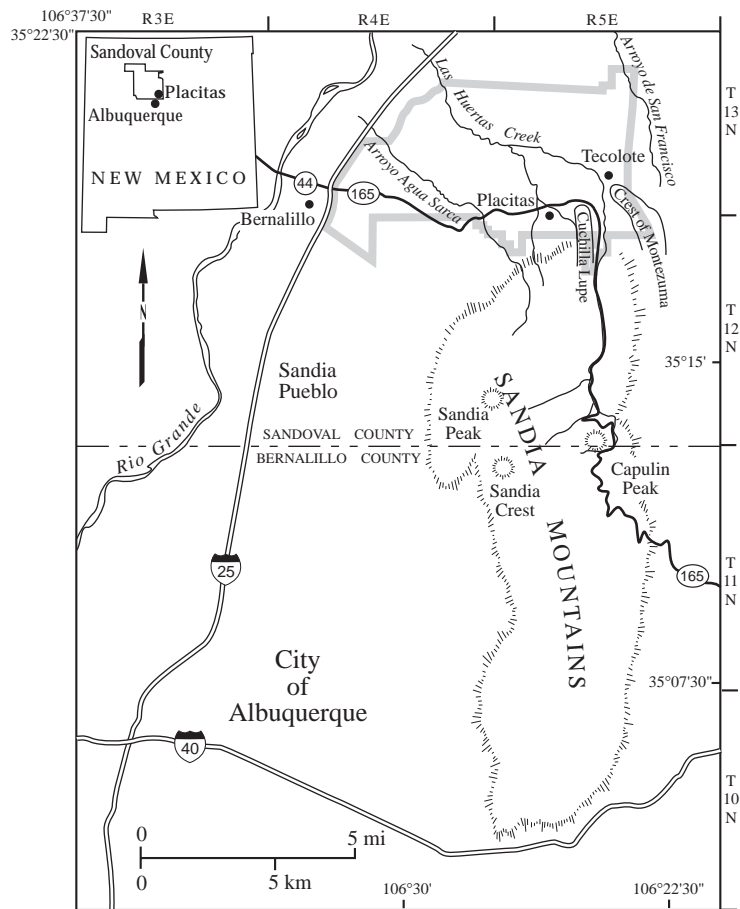 106°37'30"
R3E
R4E
R5E
35°22'30"
Sandoval County
Placitas
Albuquerque
NEW MEXICO
Las Huertas Creek
Arroyo de San Francisco
T
13
N
Tecolote
Arroyo Agua Sarca
44
165
Placitas
Bernalillo
Cuchilla Lupe
Crest of Montezuma
N
T
12
N
35°15'
Sandia
Pueblo
Sandia
Peak
SANDIA
MOUNTAINS
Rio Grande
SANDOVAL COUNTY
BERNALILLO COUNTY
Sandia
Crest
Capulin
Peak
25
165
T
11
N
City
of
Albuquerque
35°07'30"
40
T
10
N
0
5 mi
0
5 km
106°30'
106°22'30"